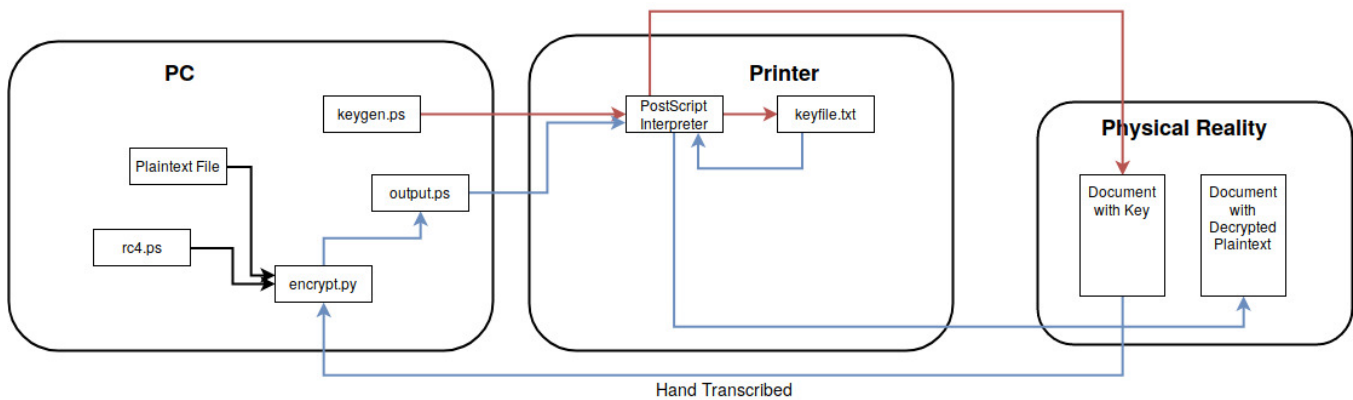 PC
Printer
Physical Reality
keygen.ps
PostScript
Interpreter
keyfile.txt
Plaintext File
output.ps
rc4.ps
encrypt.py
Document
with Key
Document
with
Decrypted
Plaintext
Hand Transcribed